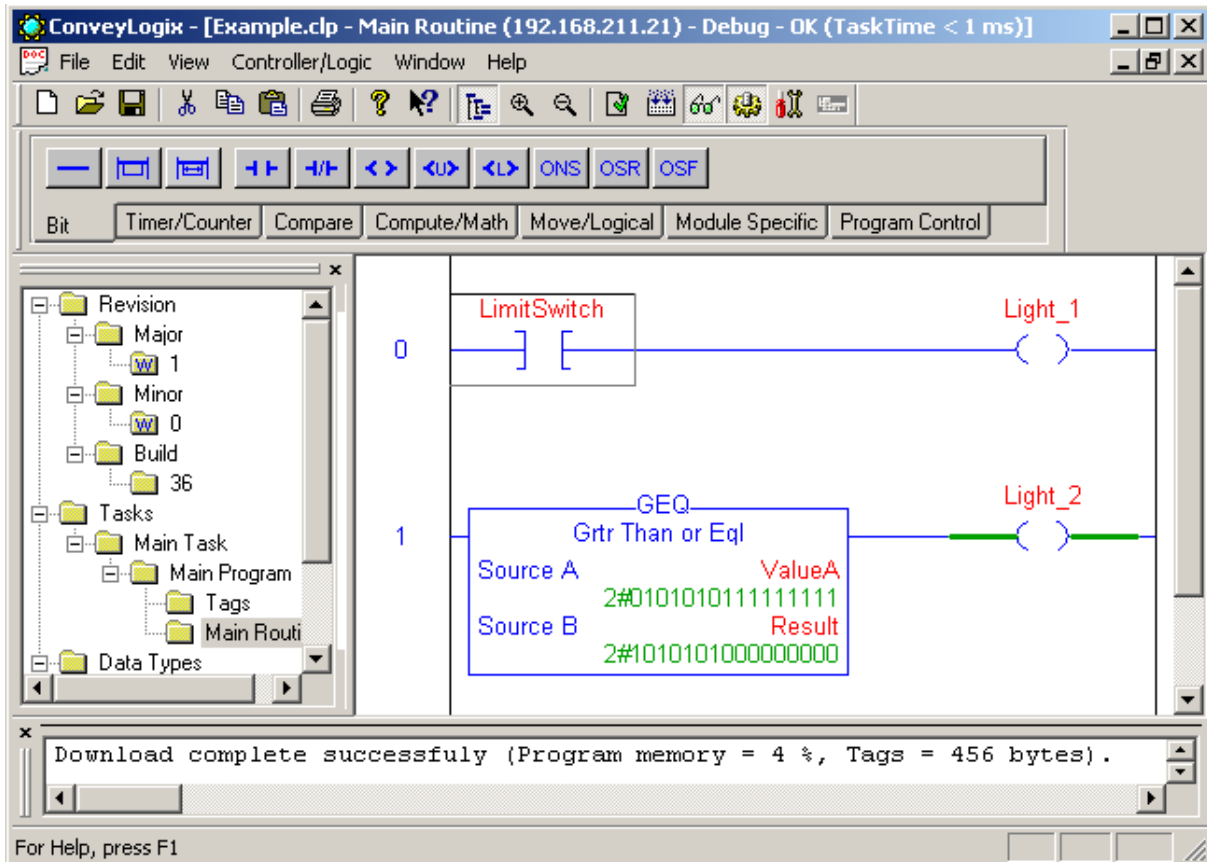 ConveyLogix - [Example.clp - Main Routine (192.168.211.21) - Debug - OK (TaskTime < 1 ms)]
DOC File Edit View Controller/Logic Window Help
<U> <L> ONS OSR OSF
Bit Timer/Counter Compare Compute/Math Move/Logical Module Specific Program Control
Revision
Major
W 1
Minor
W 0
Build
36
Tasks
Main Task
Main Program
Tags
Main Routi
Data Types
LimitSwitch Light_1
0
GEQ Light_2
1 Grtr Than or Eql
Source A ValueA
2#0101010111111111
Source B Result
2#1010101000000000
Download complete successfuly (Program memory = 4 %, Tags = 456 bytes).
For Help, press F1